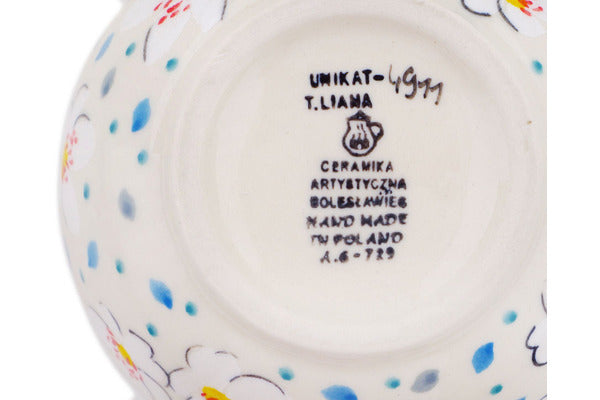 UNIKAT-4911
T.LIANA
CERAMIKA
ARTYSTYCZNA
BOLESŁAWIEC
HAND MADE
IN POLAND
A.6-729